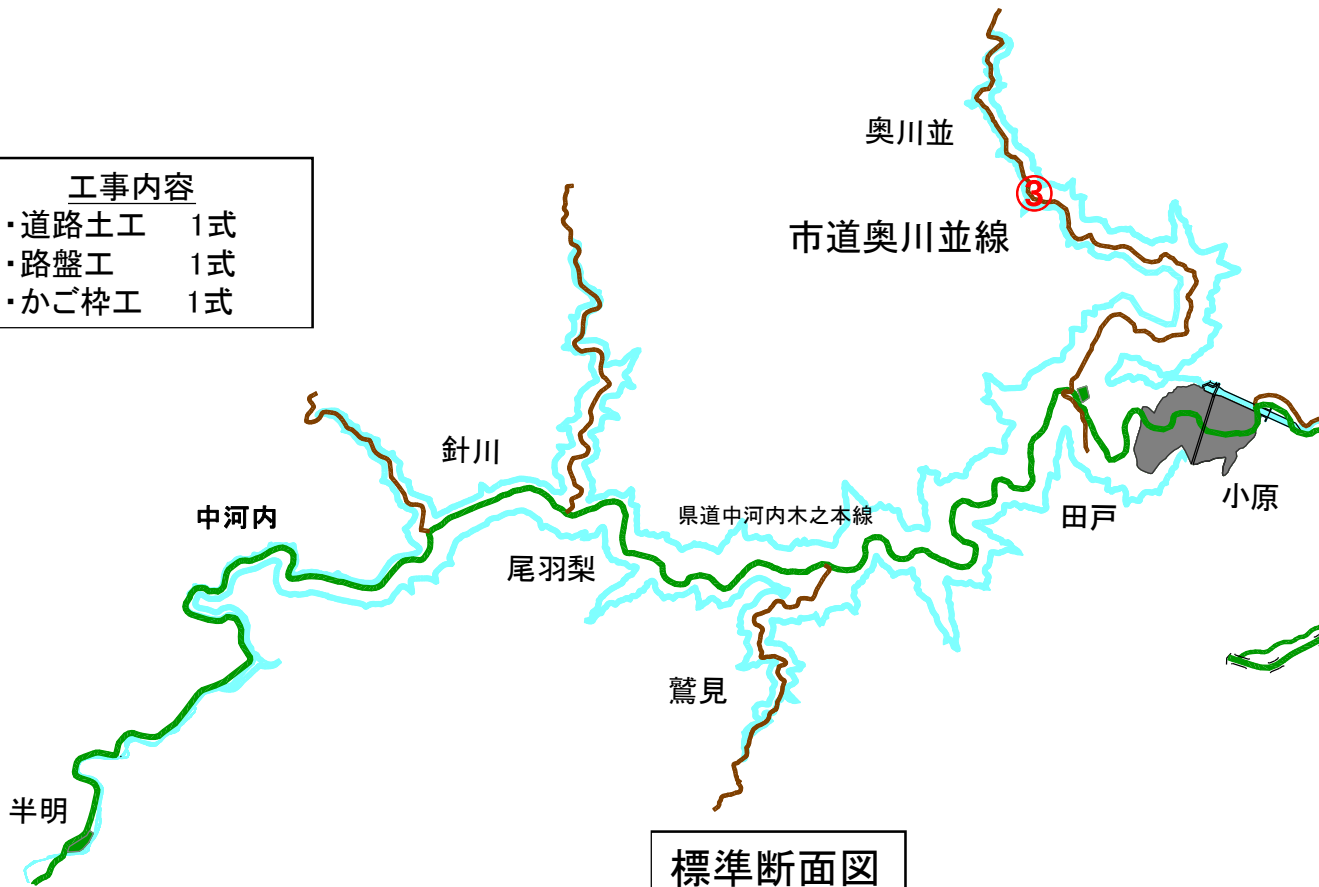 奥川並
工事内容
・道路土工 1式
・路盤工 1式
・かご枠工 1式
③
市道奥川並線
針川
中河内
県道中河内木之本線
小原
田戸
尾羽梨
鷲見
半明
標準断面図